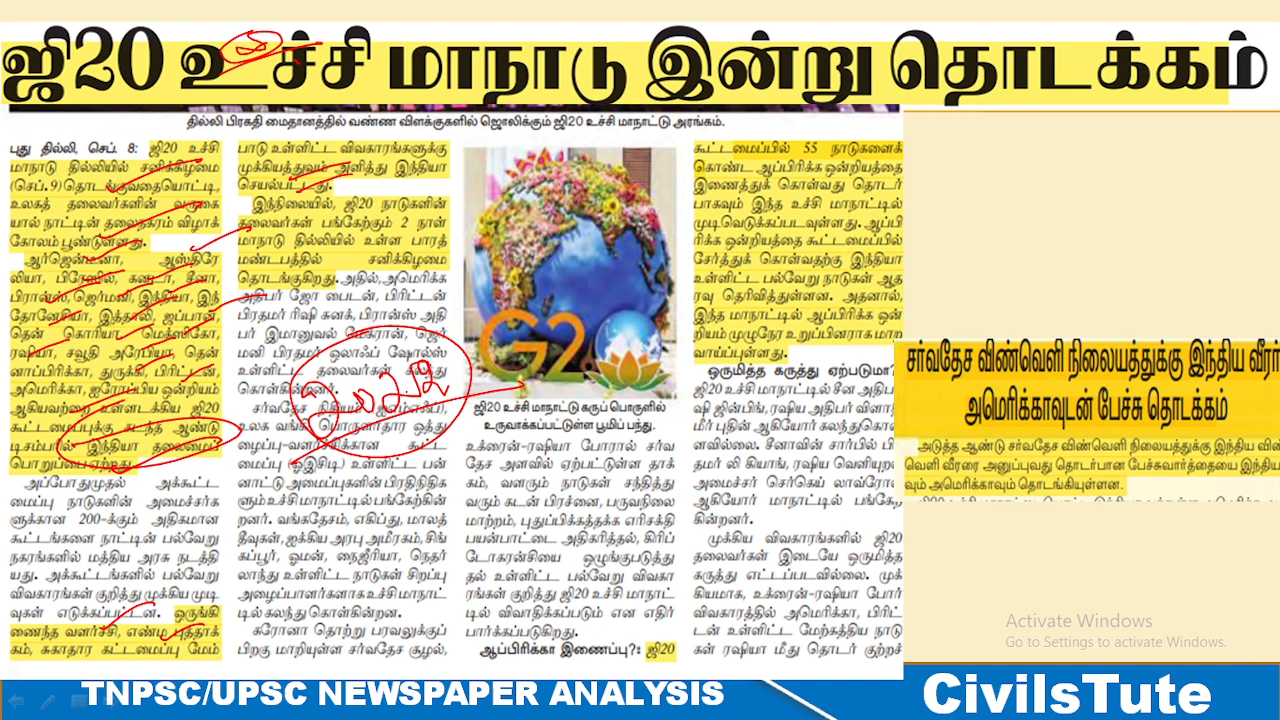 ஜி20 உச்சி மாநாடு இன்று தொடக்கம்
தில்லி பிரகதி மைதானத்தில் வண்ண விளக்குகளில் ஜொலிக்கும் ஜி20 உச்சி மாநாட்டு அரங்கம்.
புது தில்லி, செப். 8: ஜி20 உச்சி
மாநாடு தில்லியில் சனிக்கிழமை
(செப். 9) தொடங்குவதையொட்டி,
உலகத் தலைவர்களின் வருகை
யால் நாட்டின் தலைநகரம் விழாக்
கோலம் பூண்டுள்ளது.
ஆர்ஜென்டீனா, ஆஸ்திரே
லியா, பிரேஸில், கனடா, சீனா,
பிரான்ஸ், ஜெர்மனி, இந்தியா, இந்
தோனேசியா, இத்தாலி, ஜப்பான்,
தென் கொரியா, மெக்ஸிகோ,
ரஷியா, சவூதி அரேபியா, தென்
னாப்பிரிக்கா, துருக்கி, பிரிட்டன்,
அமெரிக்கா, ஐரோப்பிய ஒன்றியம்
ஆகியவற்றை உள்ளடக்கிய ஜி20
கூட்டமைப்புக்கு கடந்த ஆண்டு
டிசம்பரில் இந்தியா தலைமைப்
பொறுப்பை ஏற்றது.
அப்போதுமுதல் அக்கூட்ட
மைப்பு நாடுகளின் அமைச்சர்க
ளுக்கான 200-க்கும் அதிகமான
கூட்டங்களை நாட்டின் பல்வேறு
நகரங்களில் மத்திய அரசு நடத்தி
யது. அக்கூட்டங்களில் பல்வேறு
விவகாரங்கள் குறித்து முக்கிய முடி
வுகள் எடுக்கப்பட்டன. ஒருங்கி
ணைந்த வளர்ச்சி, எண்ம புத்தாக்
கம், சுகாதார கட்டமைப்பு மேம்
பாடு உள்ளிட்ட விவகாரங்களுக்கு
முக்கியத்துவம் அளித்து இந்தியா
செயல்பட்டது.
இந்நிலையில், ஜி20 நாடுகளின்
தலைவர்கள் பங்கேற்கும் 2 நாள்
மாநாடு தில்லியில் உள்ள பாரத்
மண்டபத்தில் சனிக்கிழமை
தொடங்குகிறது. அதில், அமெரிக்க
அதிபர் ஜோ பைடன், பிரிட்டன்
பிரதமர் ரிஷி சுனக், பிரான்ஸ் அதி
பர் இமானுவல் மேக்ரான், ஜெர்
மனி பிரதமர் ஒலாஃப் ஷோல்ஸ்
உள்ளிட்ட தலைவர்கள் கலந்து
கொள்கின்றனர்.
சர்வதேச நிதியம் (ஐஎம்எஃப்),
உலக வங்கி, பொருளாதார ஒத்து
ழைப்பு-வளர்ச்சிக்கான கூட்ட
மைப்பு (ஓஇசிடி) உள்ளிட்ட பன்
னாட்டு அமைப்புகளின் பிரதிநிதிக
ளும் உச்சி மாநாட்டில் பங்கேற்கின்
றனர். வங்கதேசம், எகிப்து, மாலத்
தீவுகள், ஐக்கிய அரபு அமீரகம், சிங்
கப்பூர், ஓமன், நைஜீரியா, நெதர்
லாந்து உள்ளிட்ட நாடுகள் சிறப்பு
அழைப்பாளர்களாக உச்சி மாநாட்
டில் கலந்து கொள்கின்றன.
கரோனா தொற்று பரவலுக்குப்
பிறகு மாறியுள்ள சர்வதேச சூழல்,
2022
G20
ஜி20 உச்சி மாநாட்டு கருப் பொருளில்
உருவாக்கப்பட்டுள்ள பூமிப் பந்து.
உக்ரைன்-ரஷியா போரால் சர்வ
தேச அளவில் ஏற்பட்டுள்ள தாக்
கம், வளரும் நாடுகள் சந்தித்து
வரும் கடன் பிரச்னை, பருவநிலை
மாற்றம், புதுப்பிக்கத்தக்க எரிசக்தி
பயன்பாட்டை அதிகரித்தல், கிரிப்
டோகரன்சியை ஒழுங்குபடுத்து
தல் உள்ளிட்ட பல்வேறு விவகா
ரங்கள் குறித்து ஜி20 உச்சி மாநாட்
டில் விவாதிக்கப்படும் என எதிர்
பார்க்கப்படுகிறது.
ஆப்பிரிக்கா இணைப்பு?: ஜி20
கூட்டமைப்பில் 55 நாடுகளைக்
கொண்ட ஆப்பிரிக்க ஒன்றியத்தை
இணைத்துக் கொள்வது தொடர்
பாகவும் இந்த உச்சி மாநாட்டில்
முடிவெடுக்கப்படவுள்ளது. ஆப்பி
ரிக்க ஒன்றியத்தை கூட்டமைப்பில்
சேர்த்துக் கொள்வதற்கு இந்தியா
உள்ளிட்ட பல்வேறு நாடுகள் ஆத
ரவு தெரிவித்துள்ளன. அதனால்,
இந்த மாநாட்டில் ஆப்பிரிக்க ஒன்
றியம் முழுநேர உறுப்பினராக மாற
வாய்ப்புள்ளது.
ஒருமித்த கருத்து ஏற்படுமா?
ஜி20 உச்சி மாநாட்டில் சீன அதிப
ஷி ஜின்பிங், ரஷிய அதிபர் விளாதி
மீர் புதின் ஆகியோர் கலந்துகொள்
ளவில்லை. சீனாவின் சார்பில் பி
தமர் லி கியாங், ரஷிய வெளியுற
அமைச்சர் செர்கெய் லாவ்ரோ
ஆகியோர் மாநாட்டில் பங்கேற்
கின்றனர்.
முக்கிய விவகாரங்களில் ஜி20
தலைவர்கள் இடையே ஒருமித்த
கருத்து எட்டப்படவில்லை. முக்
கியமாக, உக்ரைன்-ரஷியா போர்
விவகாரத்தில் அமெரிக்கா, பிரிட்
டன் உள்ளிட்ட மேற்கத்திய நாடு
கள் ரஷியா மீது தொடர் குற்றச்
சர்வதேச விண்வெளி நிலையத்துக்கு இந்திய வீரர்
அமெரிக்காவுடன் பேச்சு தொடக்கம்
அடுத்த ஆண்டு சர்வதேச விண்வெளி நிலையத்துக்கு இந்திய விண்
வெளி வீரரை அனுப்புவது தொடர்பான பேச்சுவார்த்தையை இந்திய
வும் அமெரிக்காவும் தொடங்கியுள்ளன.
Activate Windows
Go to Settings to activate Windows.
TNPSC/UPSC NEWSPAPER ANALYSIS
CivilsTute